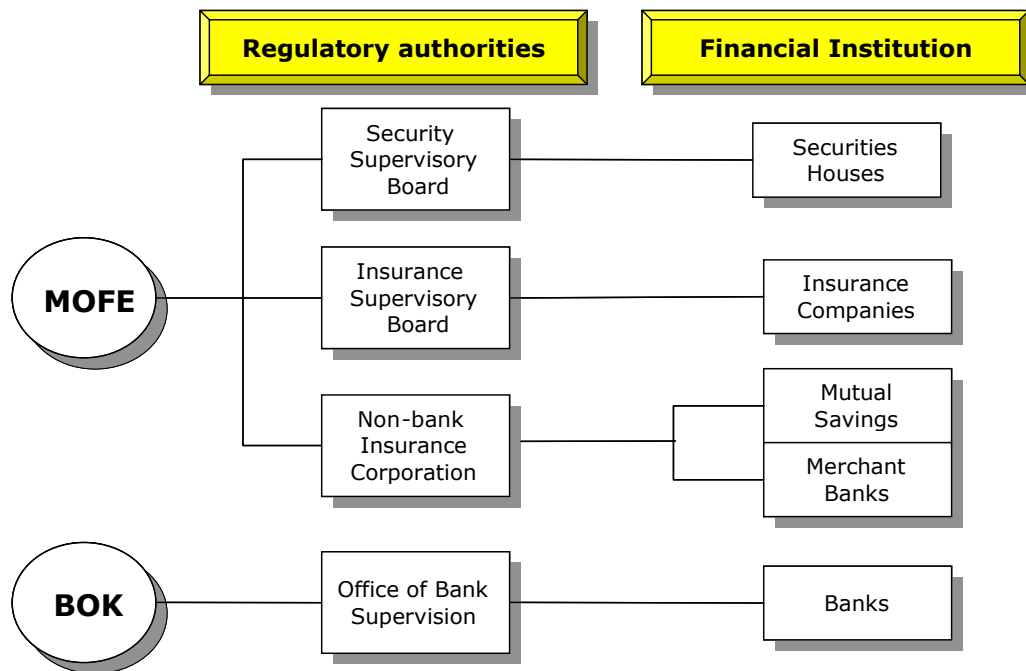 Regulatory authorities
Financial Institution
Security
Supervisory
Board
Securities
Houses
MOFE
Insurance
Supervisory
Board
Insurance
Companies
Non-bank
Insurance
Corporation
Mutual
Savings
Merchant
Banks
BOK
Office of Bank
Supervision
Banks